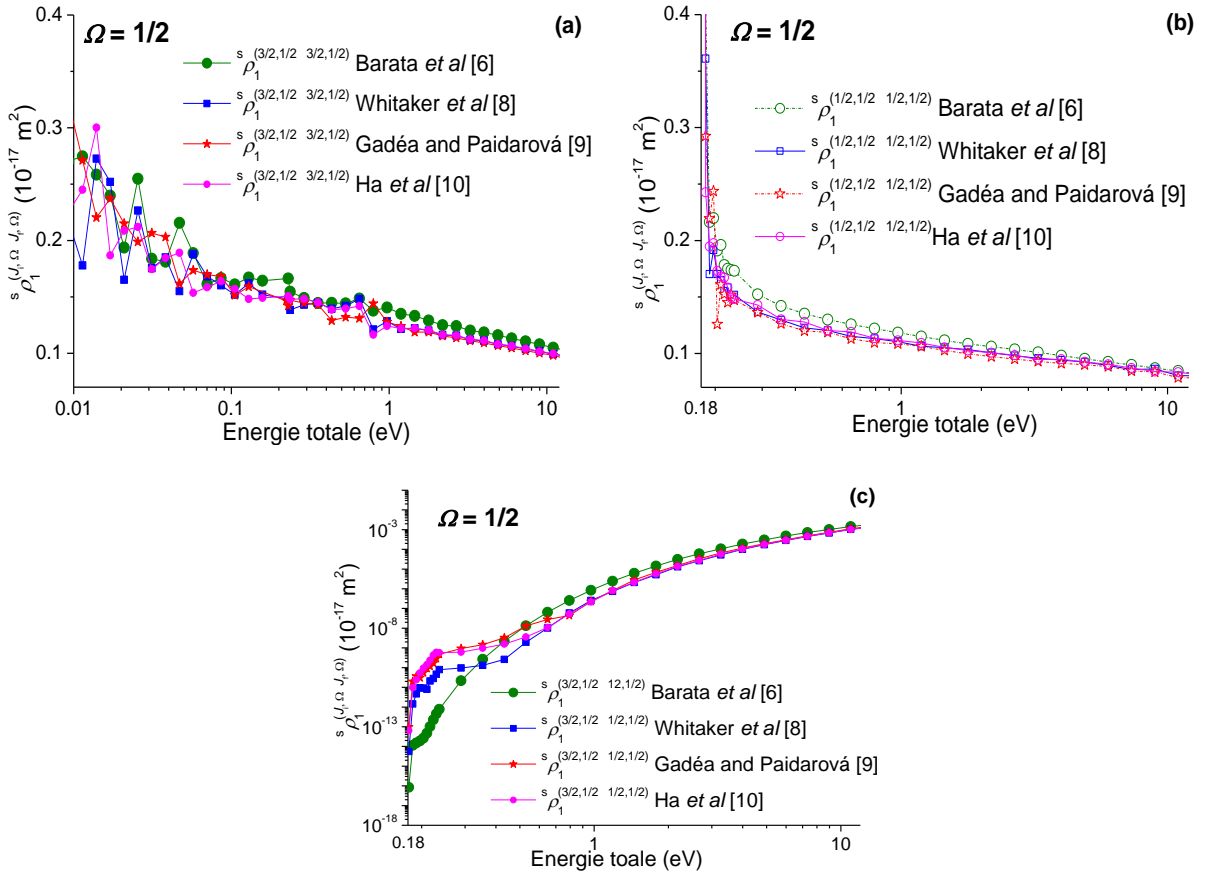 (a)
Ω = 1/2
ˢρ₁^(3/2,1/2 3/2,1/2) Barata et al [6]
ˢρ₁^(3/2,1/2 3/2,1/2) Whitaker et al [8]
ˢρ₁^(3/2,1/2 3/2,1/2) Gadéa and Paidarová [9]
ˢρ₁^(3/2,1/2 3/2,1/2) Ha et al [10]
ˢρ₁^(Jᵢ, Ω J_f, Ω) (10⁻¹⁷ m²)
0.4
0.3
0.2
0.1
0.01 0.1 1 10
Energie totale (eV)
(b)
Ω = 1/2
ˢρ₁^(1/2,1/2 1/2,1/2) Barata et al [6]
ˢρ₁^(1/2,1/2 1/2,1/2) Whitaker et al [8]
ˢρ₁^(1/2,1/2 1/2,1/2) Gadéa and Paidarová [9]
ˢρ₁^(1/2,1/2 1/2,1/2) Ha et al [10]
ˢρ₁^(Jᵢ, Ω J_f, Ω) (10⁻¹⁷ m²)
0.4
0.3
0.2
0.1
0.18 1 10
Energie totale (eV)
(c)
Ω = 1/2
ˢρ₁^(Jᵢ, Ω J_f, Ω) (10⁻¹⁷ m²)
10⁻³
10⁻⁸
10⁻¹³
10⁻¹⁸
ˢρ₁^(3/2,1/2 12,1/2) Barata et al [6]
ˢρ₁^(3/2,1/2 1/2,1/2) Whitaker et al [8]
ˢρ₁^(3/2,1/2 1/2,1/2) Gadéa and Paidarová [9]
ˢρ₁^(3/2,1/2 1/2,1/2) Ha et al [10]
0.18 1 10
Energie toale (eV)